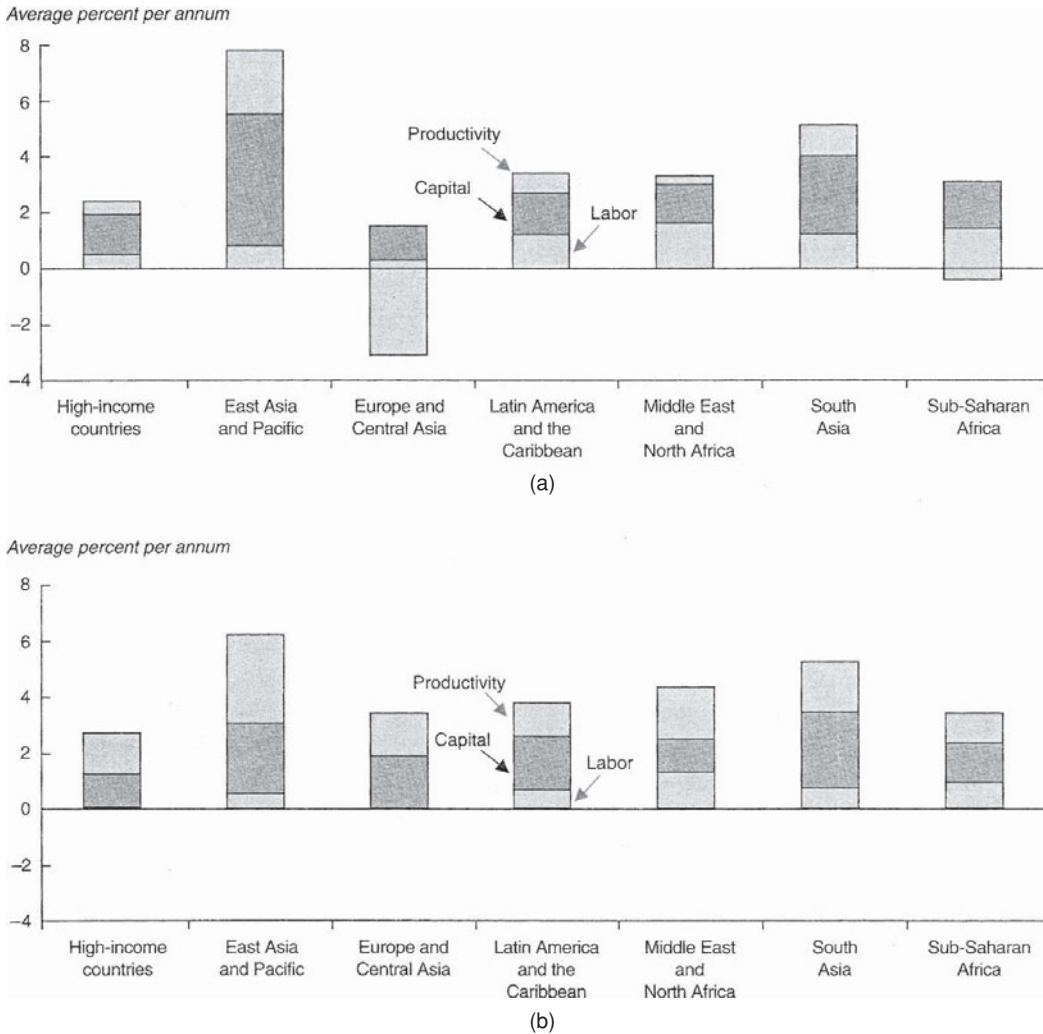 Average percent per annum
8
6
4
2
0
−2
−4
Productivity
Capital
Labor
High-income
countries
East Asia
and Pacific
Europe and
Central Asia
Latin America
and the
Caribbean
Middle East
and
North Africa
South
Asia
Sub-Saharan
Africa
(a)
Average percent per annum
8
6
4
2
0
−2
−4
Productivity
Capital
Labor
High-income
countries
East Asia
and Pacific
Europe and
Central Asia
Latin America
and the
Caribbean
Middle East
and
North Africa
South
Asia
Sub-Saharan
Africa
(b)